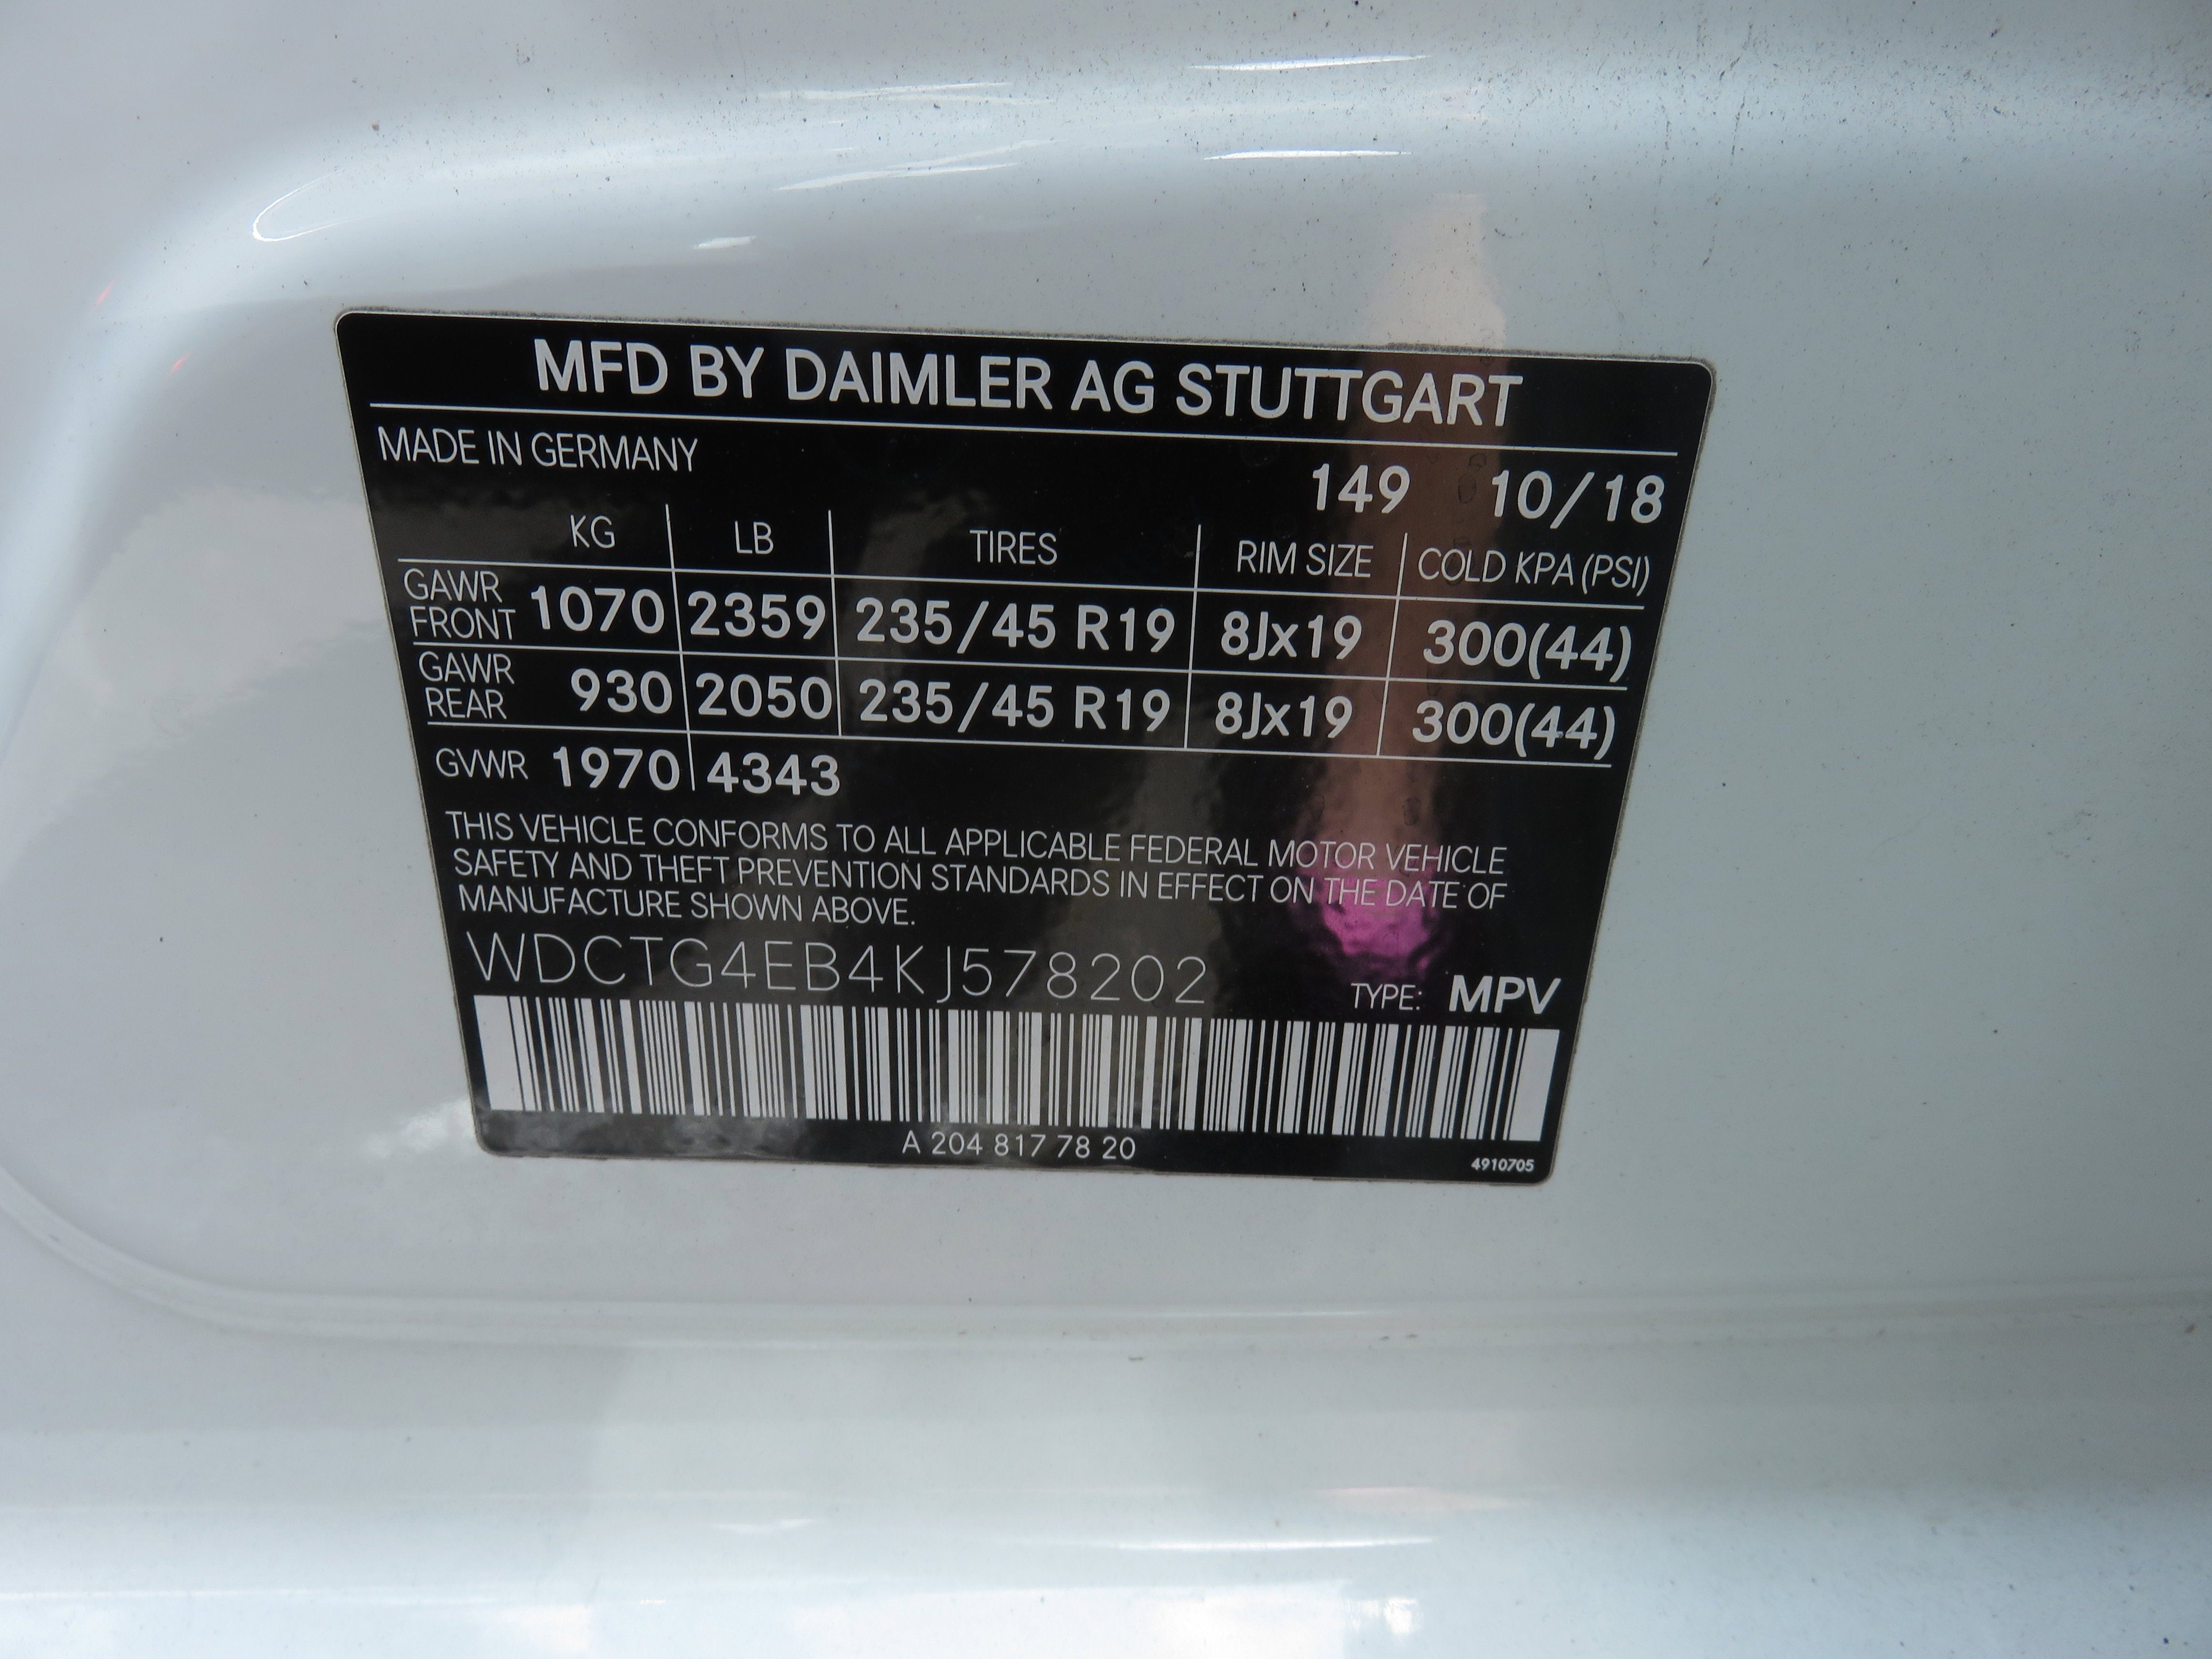 MFD BY DAIMLER AG STUTTGART
MADE IN GERMANY
149 10/18
KG LB TIRES RIM SIZE COLD KPA (PSI)
GAWR FRONT 1070 2359 235/45 R19 8Jx19 300(44)
GAWR REAR 930 2050 235/45 R19 8Jx19 300(44)
GVWR 1970 4343
THIS VEHICLE CONFORMS TO ALL APPLICABLE FEDERAL MOTOR VEHICLE
SAFETY AND THEFT PREVENTION STANDARDS IN EFFECT ON THE DATE OF
MANUFACTURE SHOWN ABOVE.
WDCTG4EB4KJ578202 TYPE: MPV
A 204 817 78 20
4910705